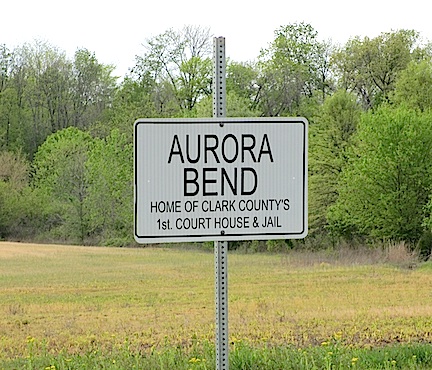 AURORA
BEND
HOME OF CLARK COUNTY'S
1st. COURT HOUSE & JAIL